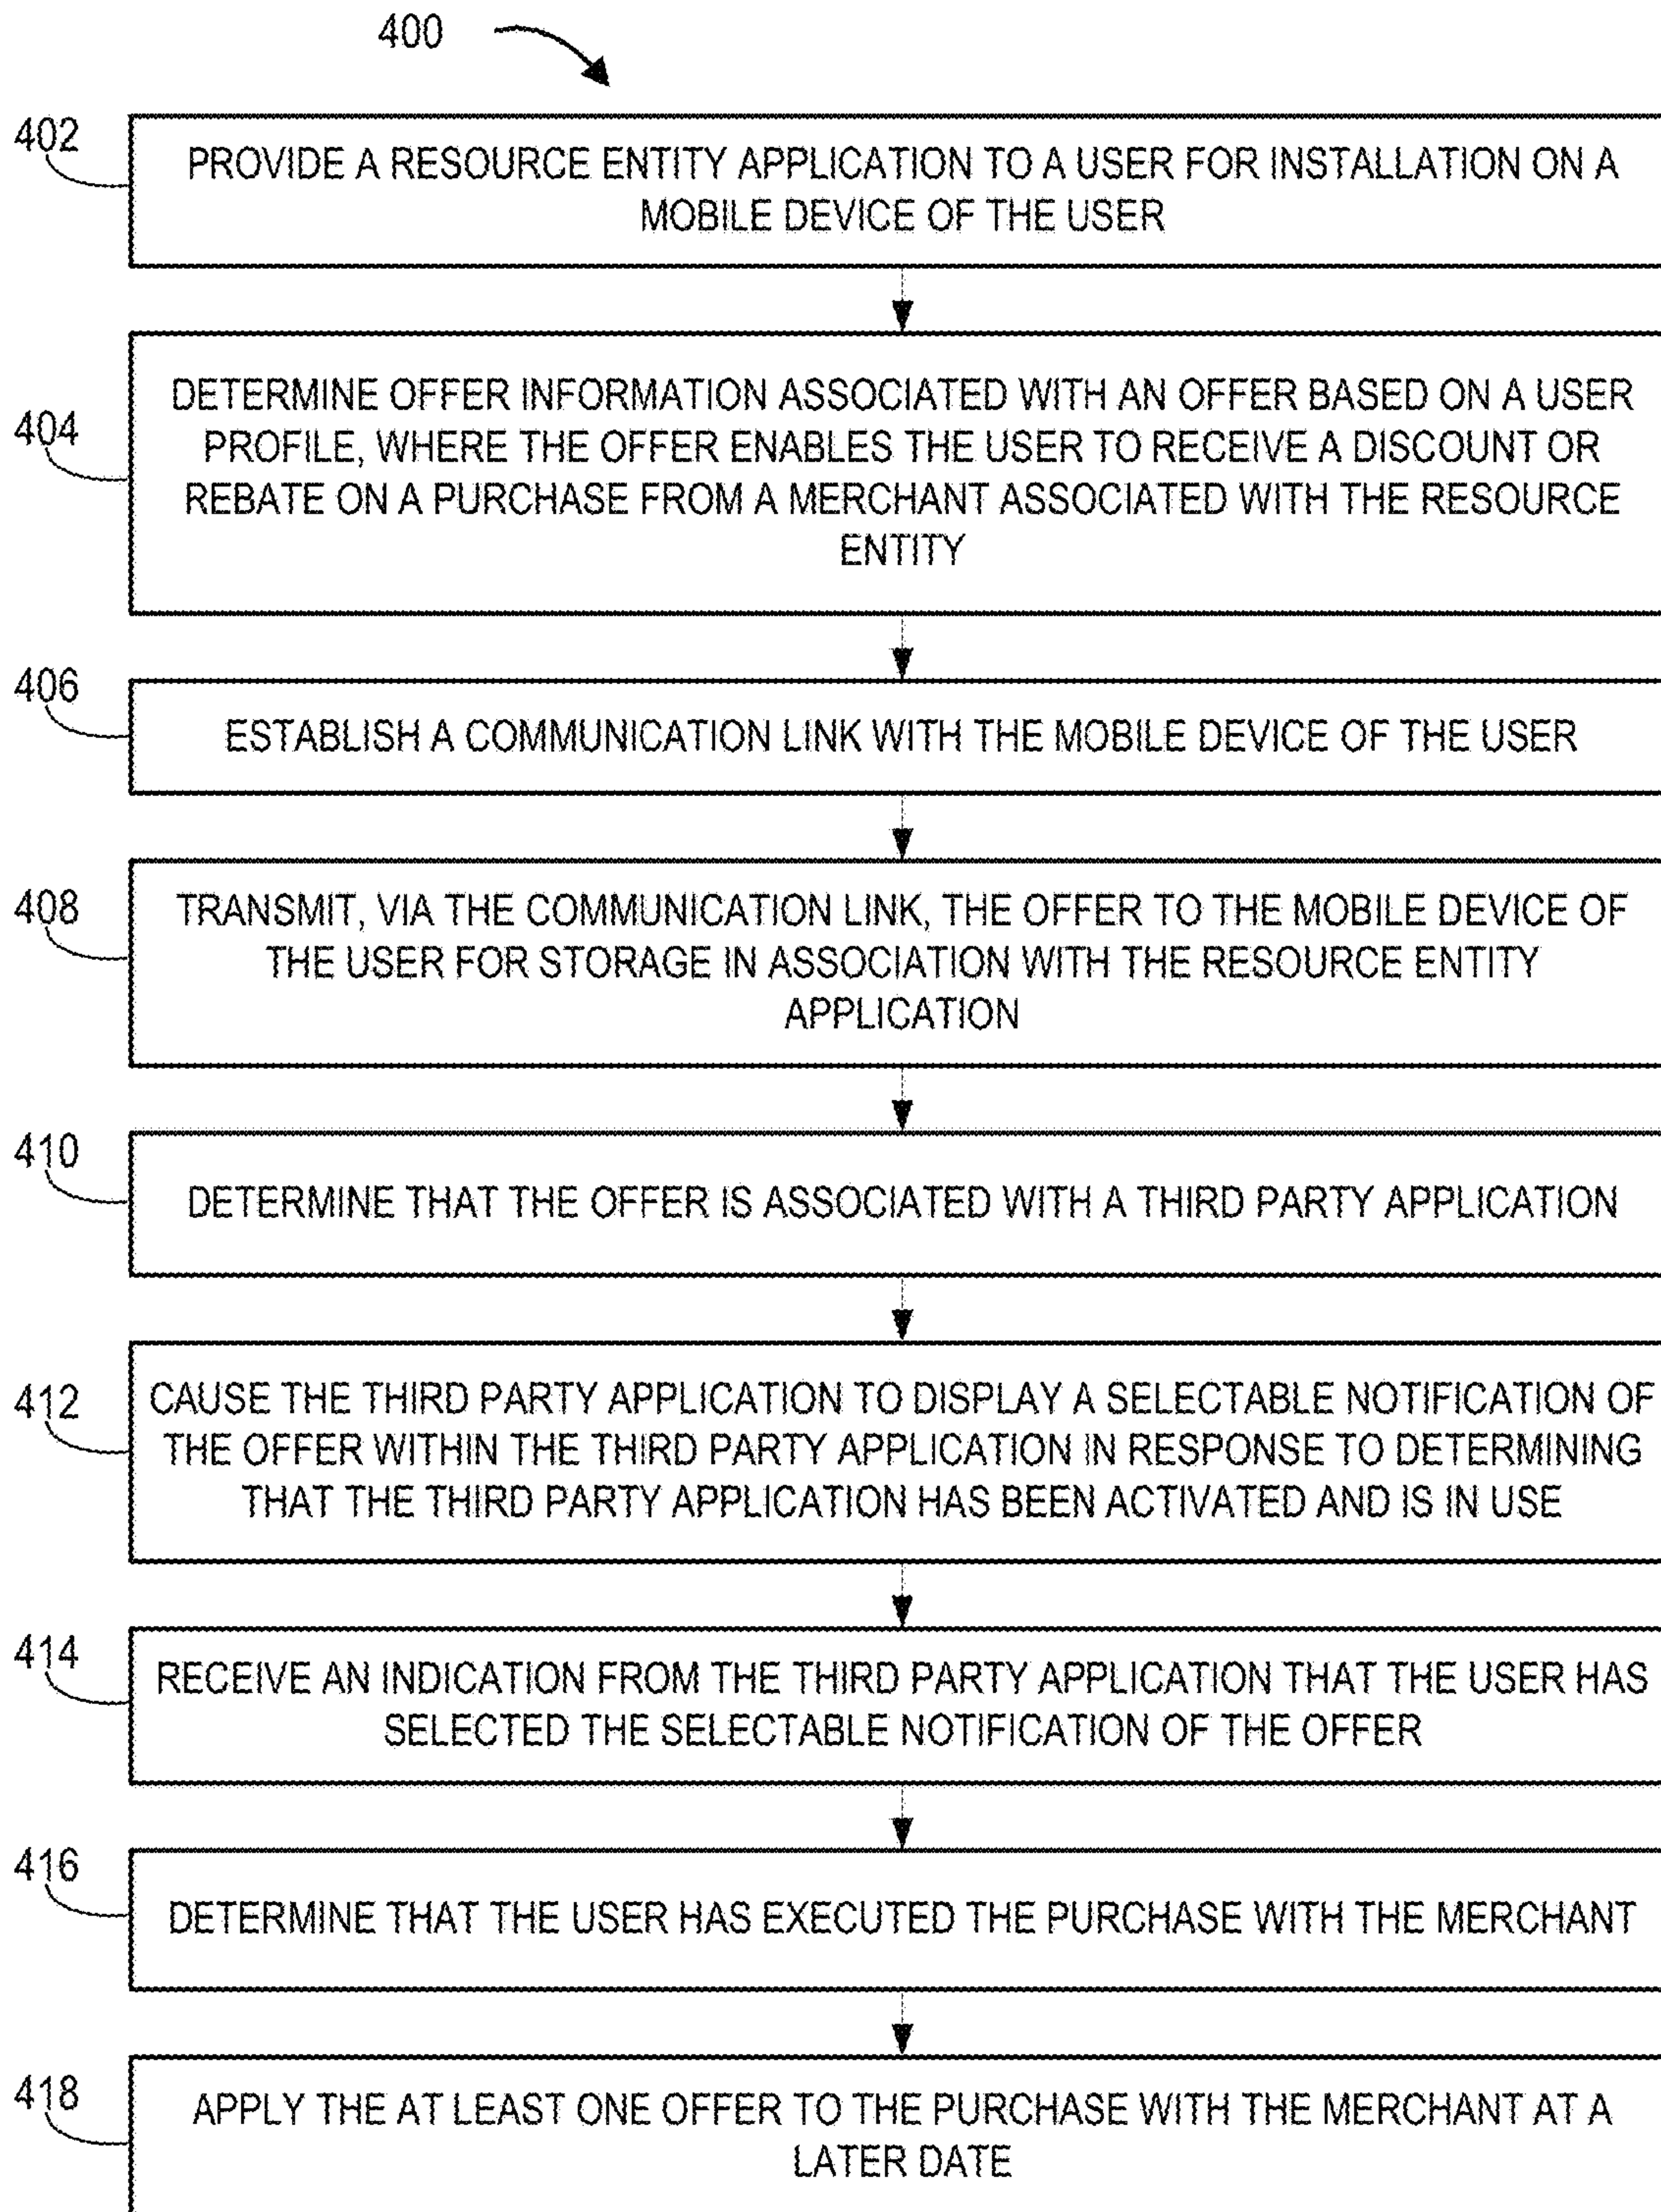 400
402
PROVIDE A RESOURCE ENTITY APPLICATION TO A USER FOR INSTALLATION ON A
MOBILE DEVICE OF THE USER
404
DETERMINE OFFER INFORMATION ASSOCIATED WITH AN OFFER BASED ON A USER
PROFILE, WHERE THE OFFER ENABLES THE USER TO RECEIVE A DISCOUNT OR
REBATE ON A PURCHASE FROM A MERCHANT ASSOCIATED WITH THE RESOURCE
ENTITY
406
ESTABLISH A COMMUNICATION LINK WITH THE MOBILE DEVICE OF THE USER
408
TRANSMIT, VIA THE COMMUNICATION LINK, THE OFFER TO THE MOBILE DEVICE OF
THE USER FOR STORAGE IN ASSOCIATION WITH THE RESOURCE ENTITY
APPLICATION
410
DETERMINE THAT THE OFFER IS ASSOCIATED WITH A THIRD PARTY APPLICATION
412
CAUSE THE THIRD PARTY APPLICATION TO DISPLAY A SELECTABLE NOTIFICATION OF
THE OFFER WITHIN THE THIRD PARTY APPLICATION IN RESPONSE TO DETERMINING
THAT THE THIRD PARTY APPLICATION HAS BEEN ACTIVATED AND IS IN USE
414
RECEIVE AN INDICATION FROM THE THIRD PARTY APPLICATION THAT THE USER HAS
SELECTED THE SELECTABLE NOTIFICATION OF THE OFFER
416
DETERMINE THAT THE USER HAS EXECUTED THE PURCHASE WITH THE MERCHANT
418
APPLY THE AT LEAST ONE OFFER TO THE PURCHASE WITH THE MERCHANT AT A
LATER DATE